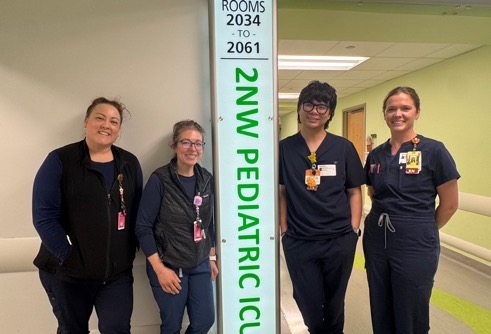 ROOMS
2034
- TO -
2061
2NW PEDIATRIC ICU